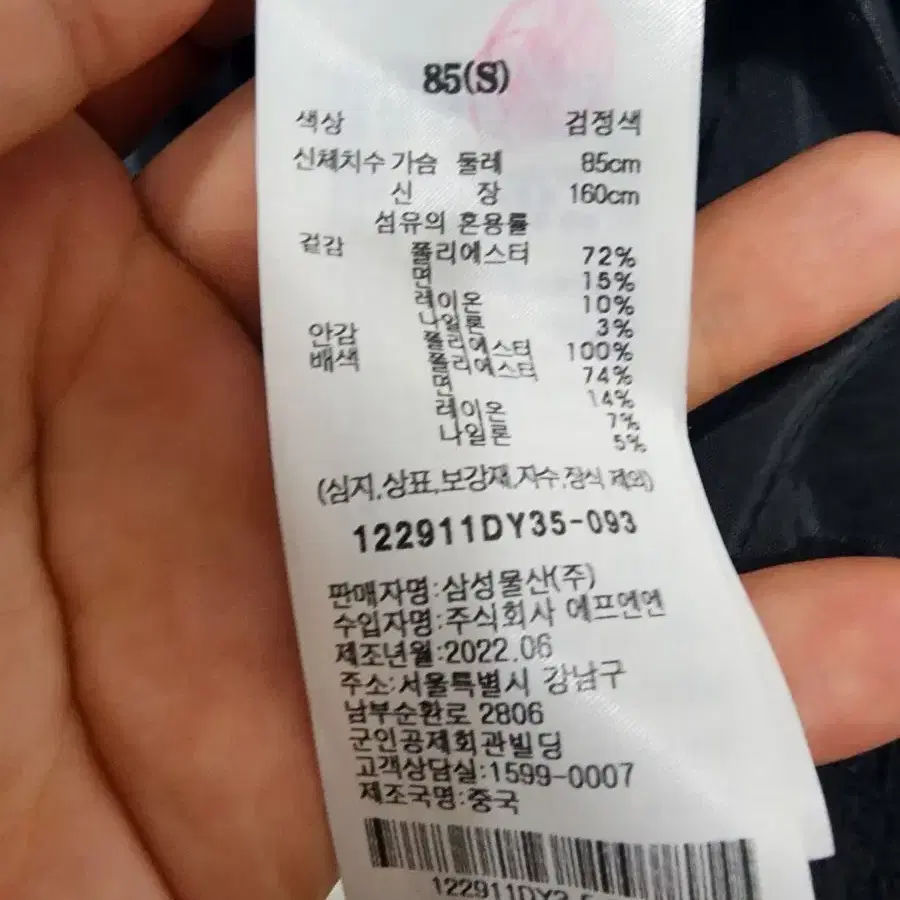 85(S)
색상 검정색
신체치수 가슴 둘레 85cm
신 장 160cm
섬유의 혼용률
겉감 폴리에스터 72%
면 15%
레이온 10%
나일론 3%
안감 폴리에스터 100%
배색 폴리에스터 74%
면 14%
레이온 7%
나일론 5%
(심지,상표,보강재,자수,장식 제외)
122911DY35-093
판매자명:삼성물산(주)
수입자명:주식회사 에프엔엔
제조년월:2022.06
주소:서울특별시 강남구
남부순환로 2806
군인공제회관빌딩
고객상담실:1599-0007
제조국명:중국